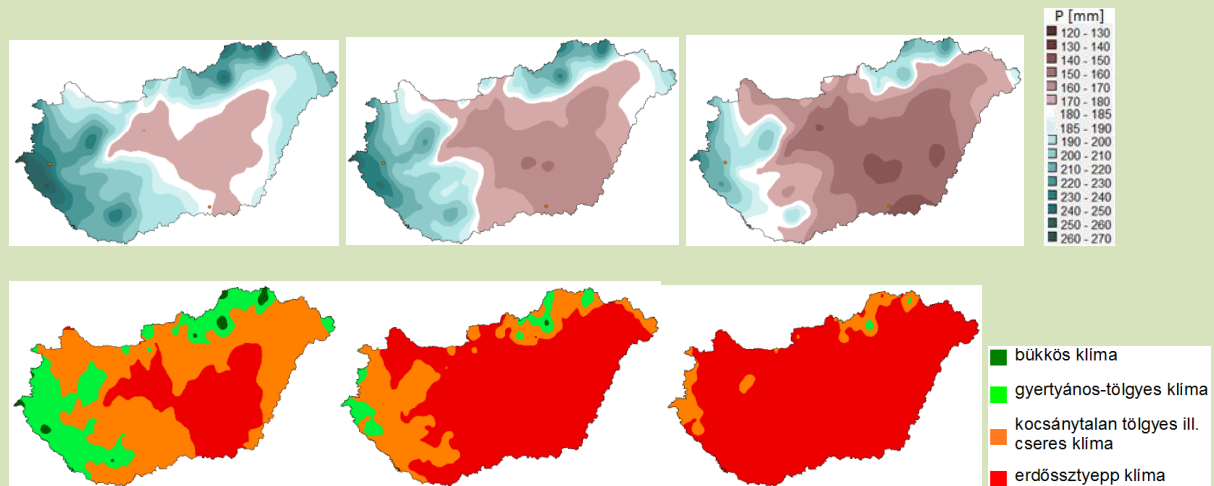 P [mm]
120 - 130
130 - 140
140 - 150
150 - 160
160 - 170
170 - 180
180 - 185
185 - 190
190 - 200
200 - 210
210 - 220
220 - 230
230 - 240
240 - 250
250 - 260
260 - 270
bükkös klíma
gyertyános-tölgyes klíma
kocsánytalan tölgyes ill.
cseres klíma
erdőssztyepp klíma